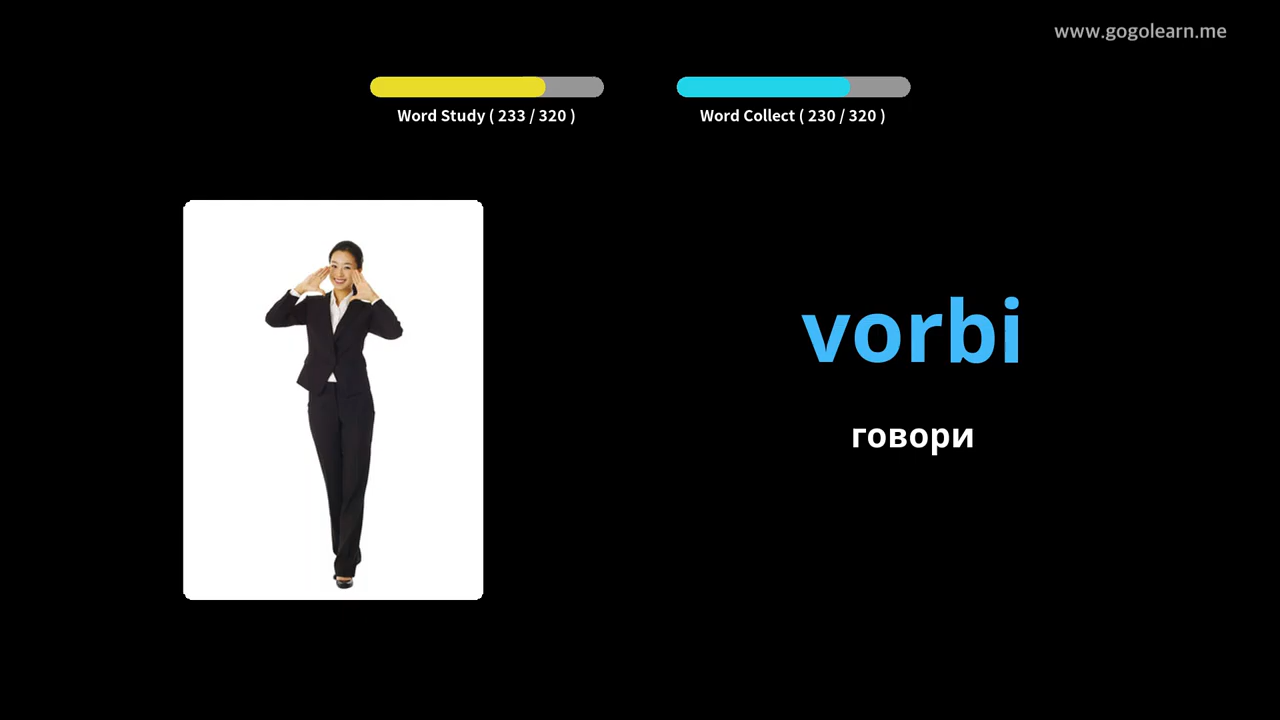 www.gogolearn.me
Word Study ( 233 / 320 )
Word Collect ( 230 / 320 )
vorbi
говори